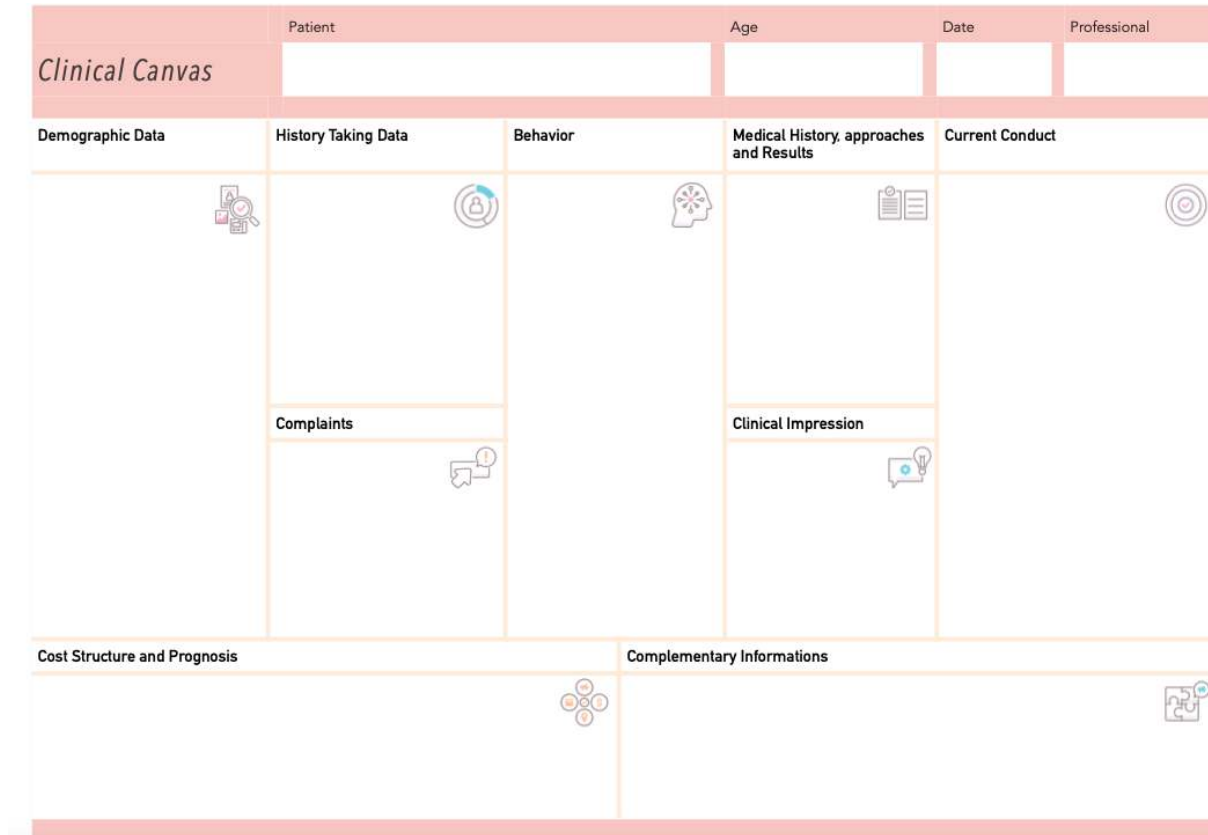 Patient
Age
Date
Professional
Clinical Canvas
Demographic Data
History Taking Data
Behavior
Medical History, approaches
and Results
Current Conduct
Complaints
Clinical Impression
Cost Structure and Prognosis
Complementary Informations